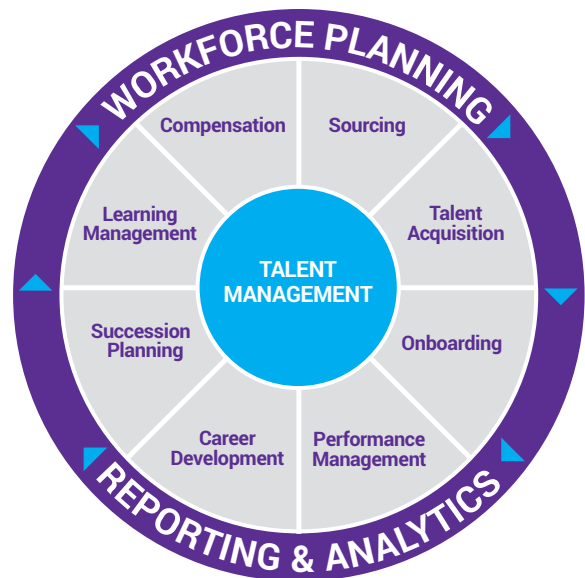 WORKFORCE PLANNING
Compensation
Sourcing
Learning
Management
Talent
Acquisition
TALENT
MANAGEMENT
Succession
Planning
Onboarding
Career
Development
Performance
Management
REPORTING & ANALYTICS